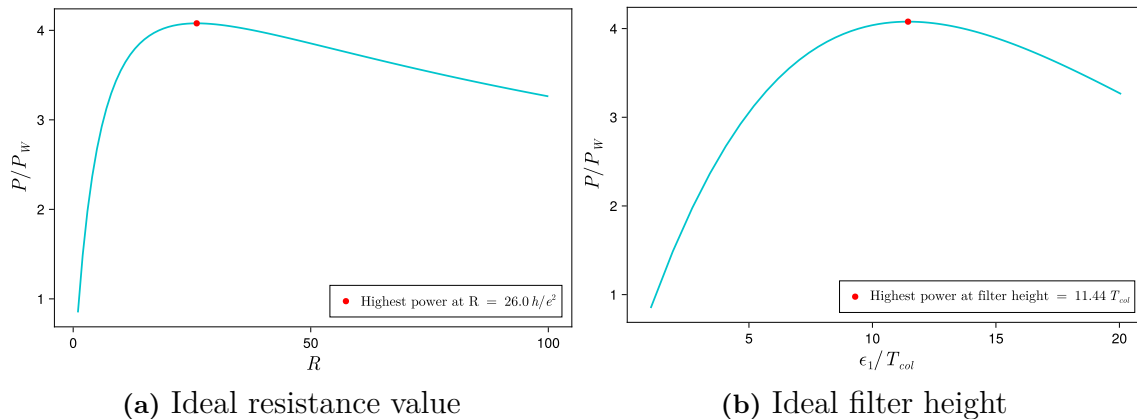 4
3
2
1
P/P_W
0
50
100
R
Highest power at R = 26.0 h/e²
(a) Ideal resistance value
4
3
2
1
P/P_W
5
10
15
20
ϵ₁/T_col
Highest power at filter height = 11.44 T_col
(b) Ideal filter height